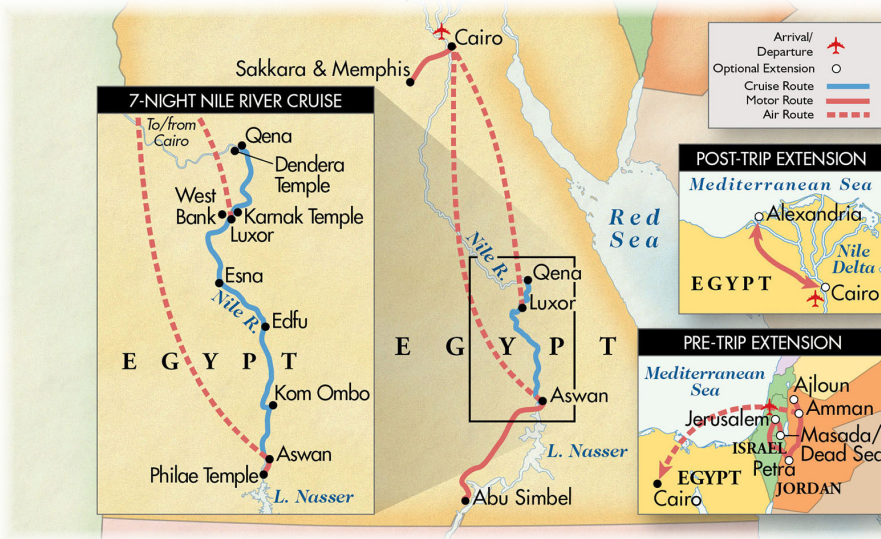 Cairo
Sakkara & Memphis
7-NIGHT NILE RIVER CRUISE
To/from
Cairo
Qena
Dendera
Temple
West
Bank
Karnak Temple
Luxor
Esna
Nile R.
Edfu
EGYPT
Kom Ombo
Aswan
Philae Temple
L. Nasser
Nile R.
Qena
Luxor
EGYPT
Aswan
L. Nasser
Abu Simbel
Red
Sea
Arrival/
Departure
Optional Extension
Cruise Route
Motor Route
Air Route
POST-TRIP EXTENSION
Mediterranean Sea
Alexandria
Nile
Delta
EGYPT
Cairo
PRE-TRIP EXTENSION
Mediterranean
Sea
Ajloun
Amman
Jerusalem
Masada/
Dead Sea
ISRAEL
Petra
EGYPT
JORDAN
Cairo